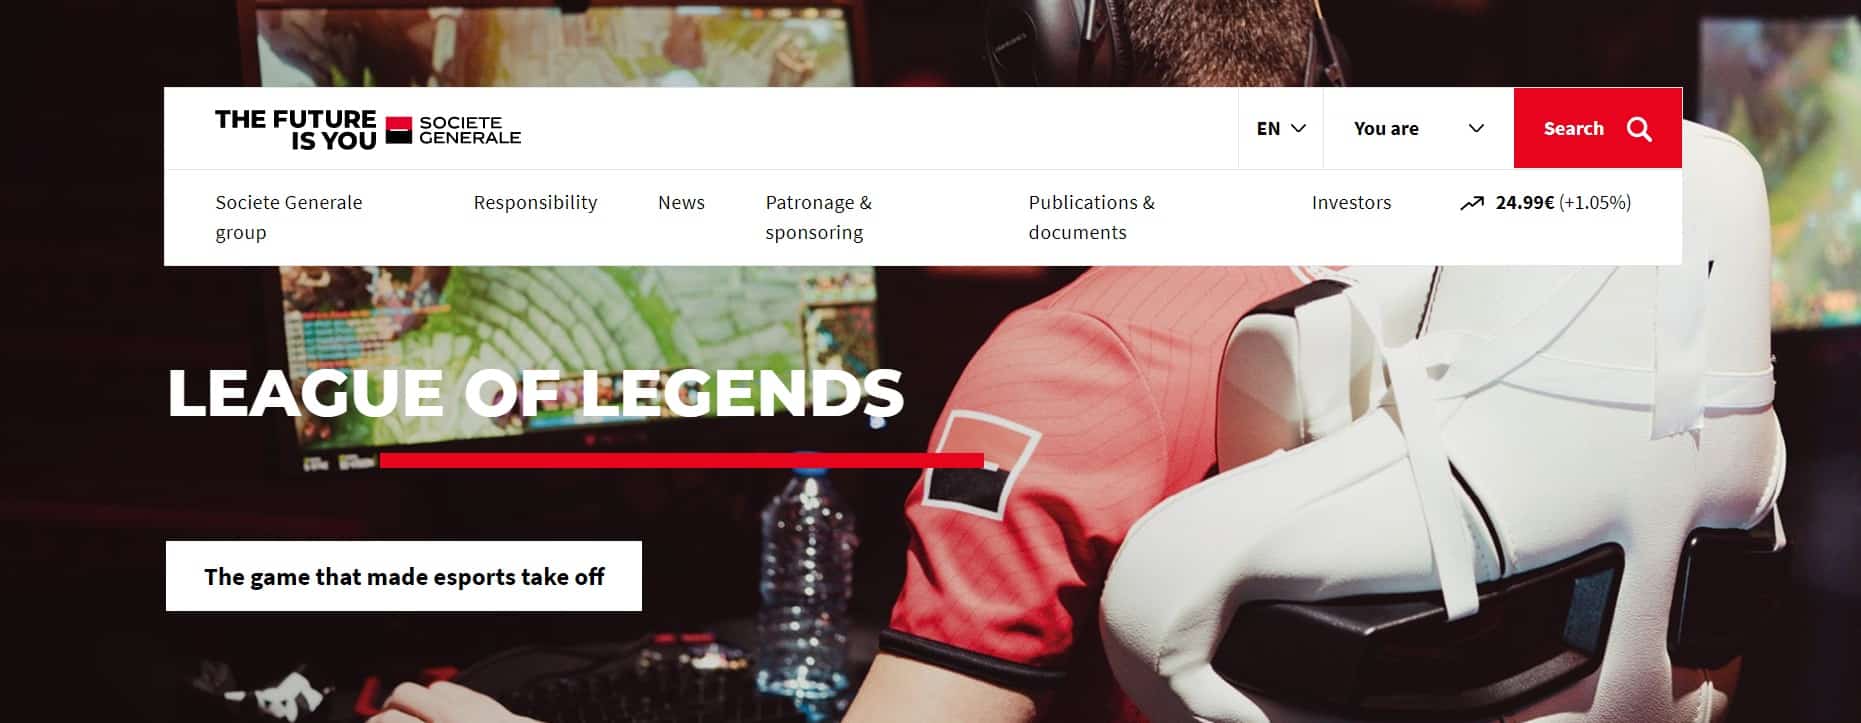 THE FUTURE
IS YOU
SOCIETE
GENERALE
EN
You are
Search
Societe Generale
group
Responsibility
News
Patronage &
sponsoring
Publications &
documents
Investors
24.99€ (+1.05%)
LEAGUE OF LEGENDS
The game that made esports take off